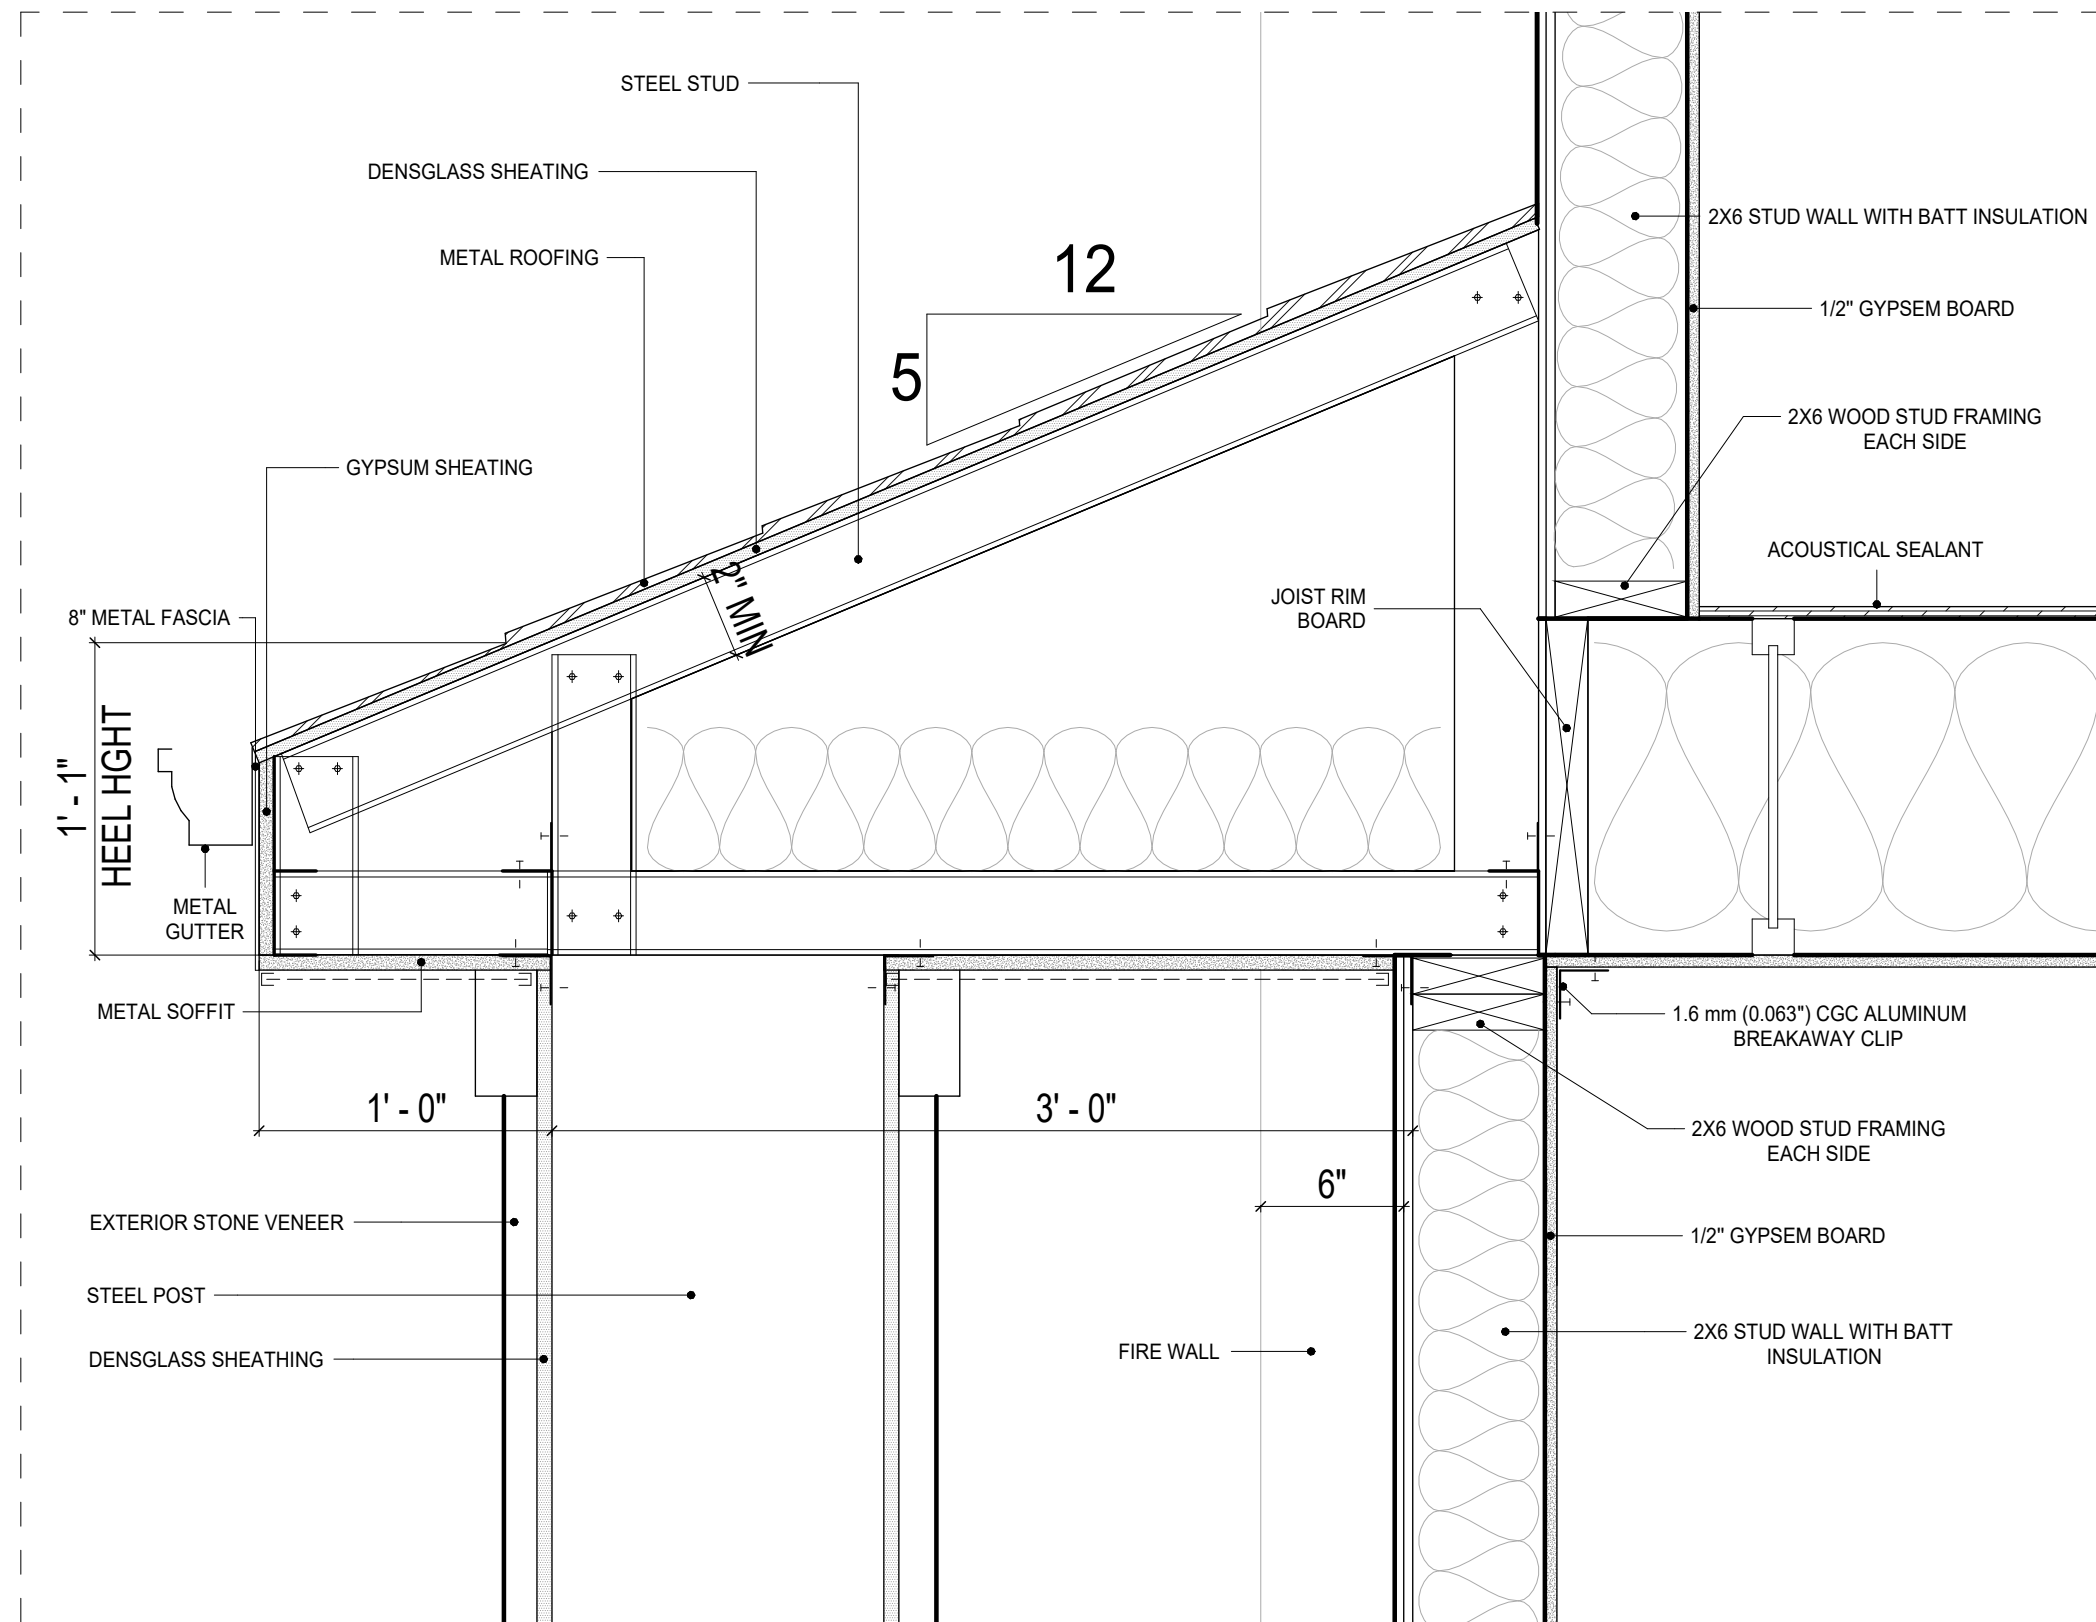 STEEL STUD
DENSGLASS SHEATING
METAL ROOFING
12
5
2X6 STUD WALL WITH BATT INSULATION
1/2" GYPSEM BOARD
2X6 WOOD STUD FRAMING
EACH SIDE
GYPSUM SHEATING
ACOUSTICAL SEALANT
2" MIN
JOIST RIM
BOARD
8" METAL FASCIA
1' - 1"
HEEL HGHT
METAL
GUTTER
METAL SOFFIT
1.6 mm (0.063") CGC ALUMINUM
BREAKAWAY CLIP
1' - 0"
3' - 0"
2X6 WOOD STUD FRAMING
EACH SIDE
6"
EXTERIOR STONE VENEER
1/2" GYPSEM BOARD
STEEL POST
2X6 STUD WALL WITH BATT
INSULATION
FIRE WALL
DENSGLASS SHEATHING